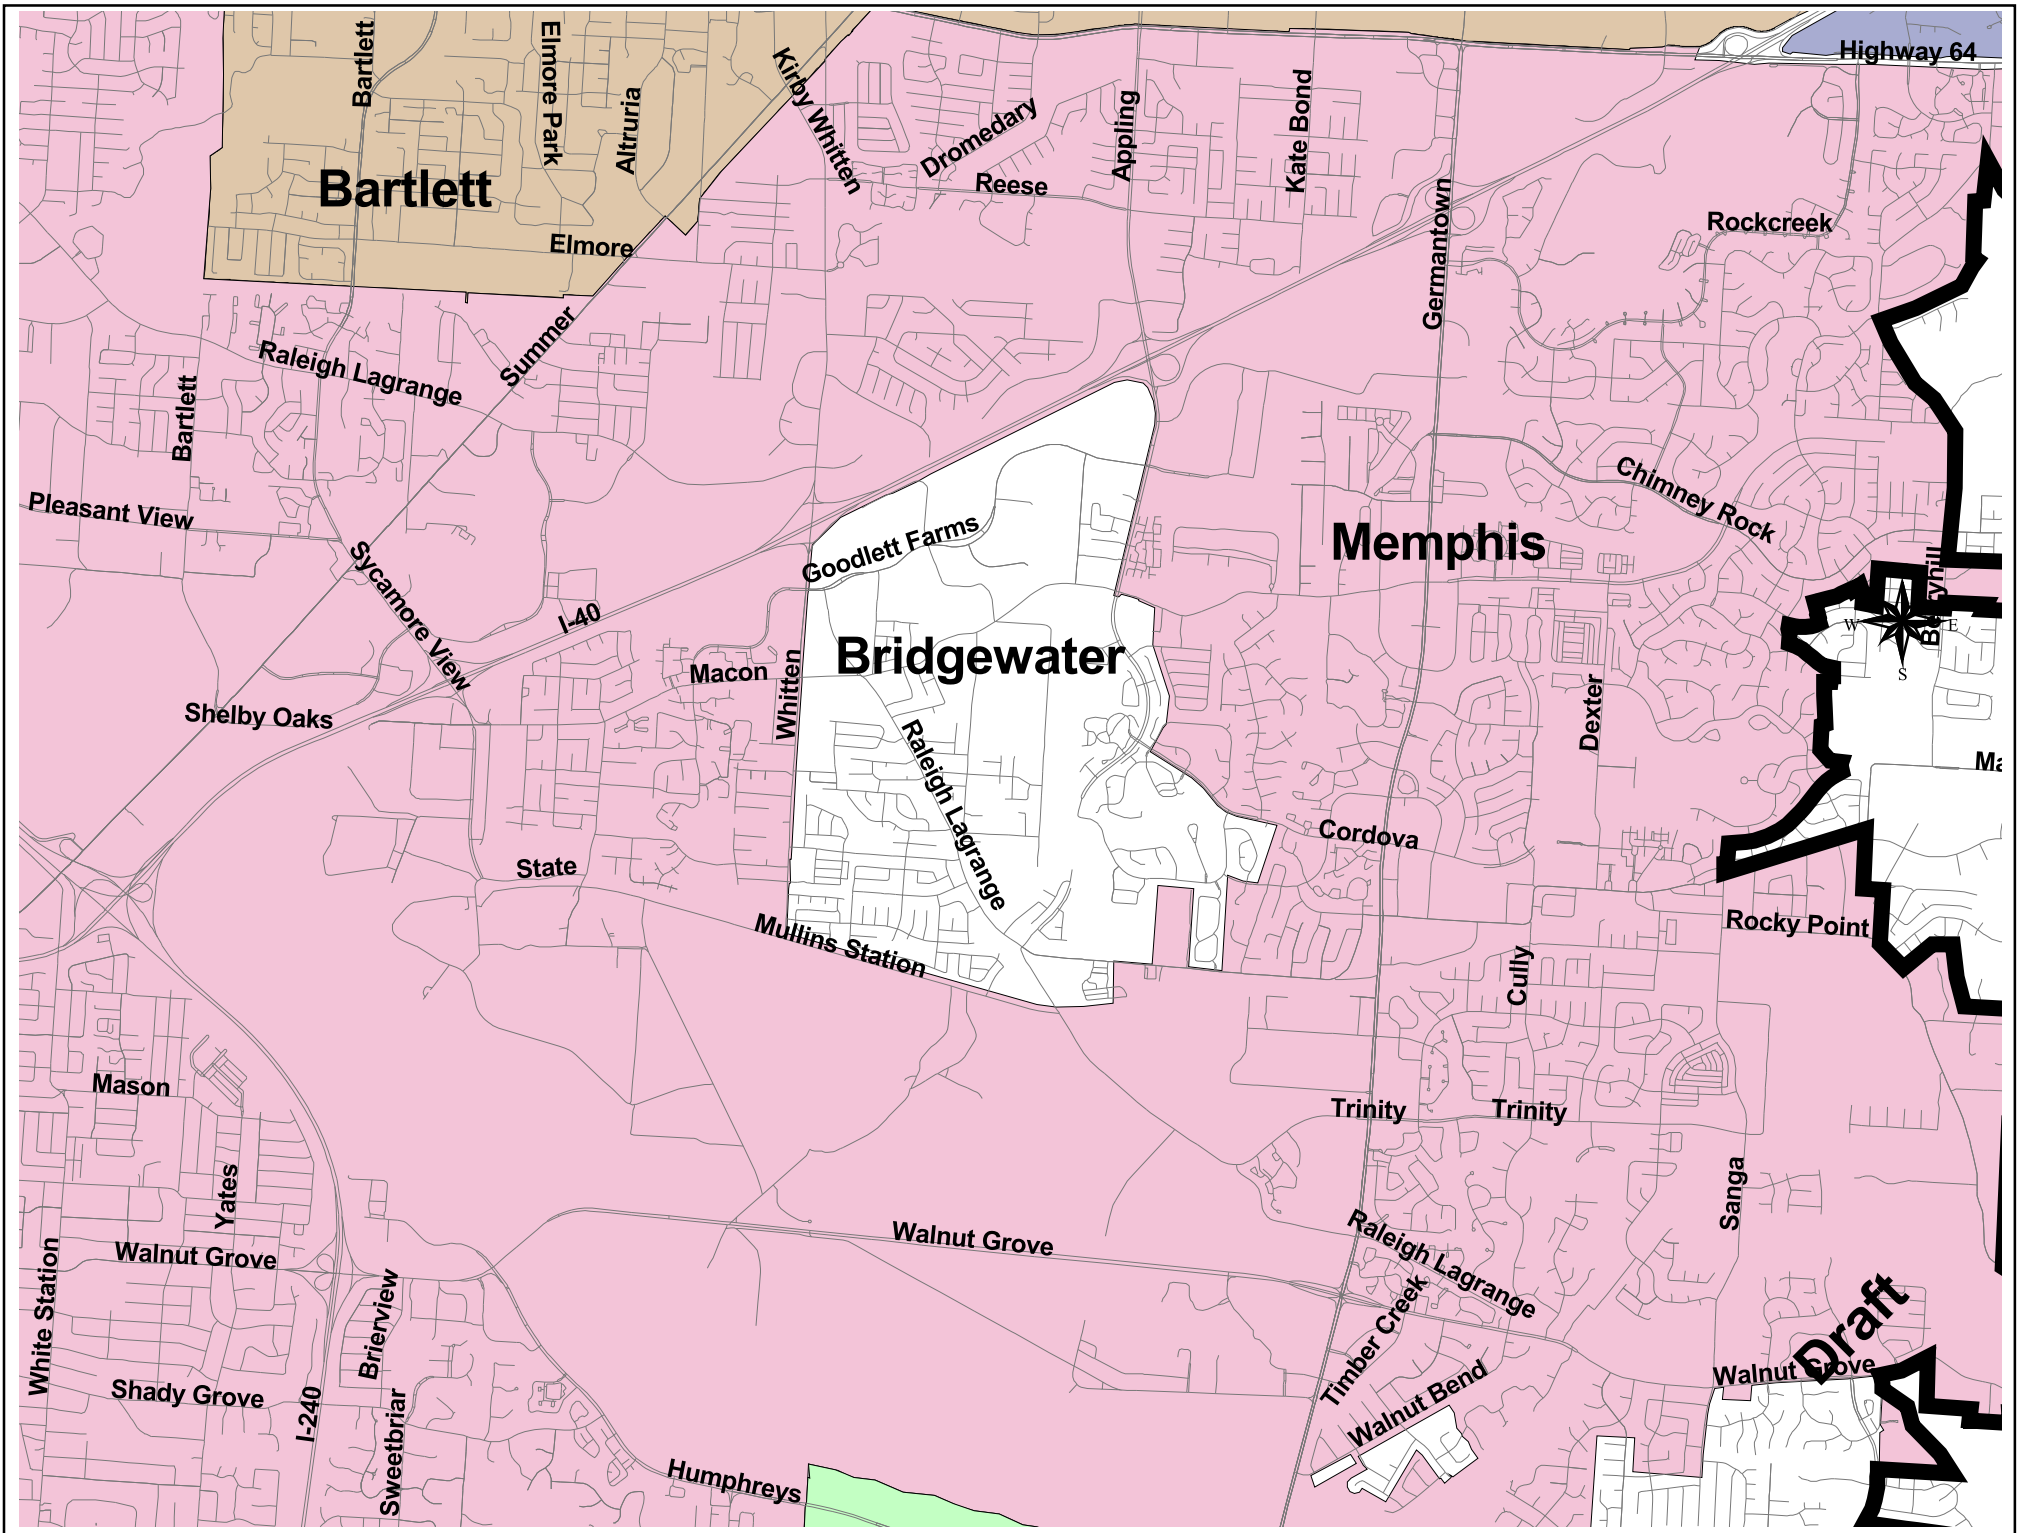 Highway 64
Bartlett
Elmore Park
Altruria
Kirby Whitten
Dromedary
Appling
Kate Bond
Reese
Bartlett
Germantown
Rockcreek
Elmore
Summer
Raleigh Lagrange
Bartlett
Pleasant View
Sycamore View
Goodlett Farms
Memphis
Chimney Rock
I-40
W
E
S
Bridgewater
Macon
Whitten
Shelby Oaks
Dexter
Raleigh Lagrange
Cordova
State
Mullins Station
Rocky Point
Cully
Mason
Trinity
Trinity
Yates
Sanga
Walnut Grove
Walnut Grove
Raleigh Lagrange
White Station
Brierview
Timber Creek
Draft
Walnut Grove
Walnut Bend
Shady Grove
I-240
Sweetbriar
Humphreys